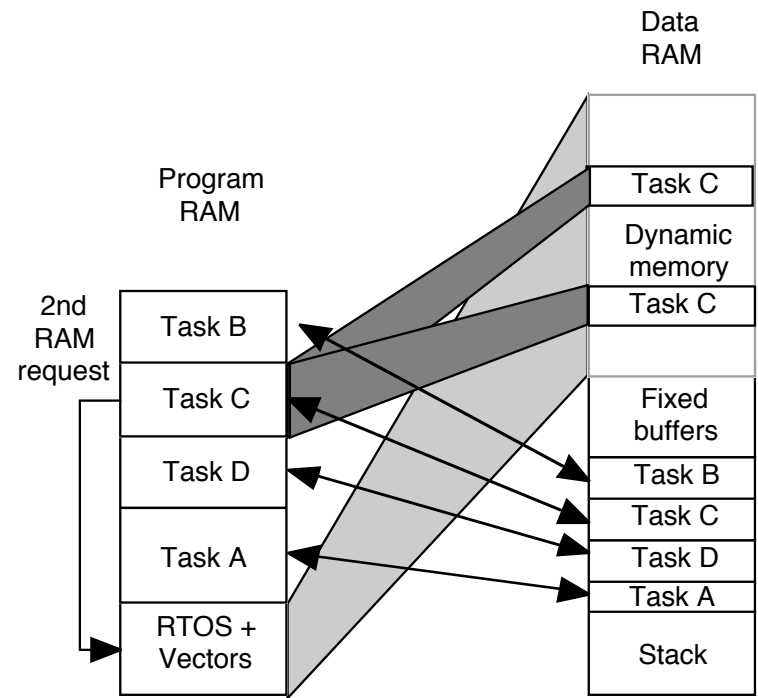 Data
RAM
Program
RAM
Task C
Dynamic
memory
Task C
2nd
RAM
request
Task B
Task C
Task D
Task A
RTOS +
Vectors
Fixed
buffers
Task B
Task C
Task D
Task A
Stack